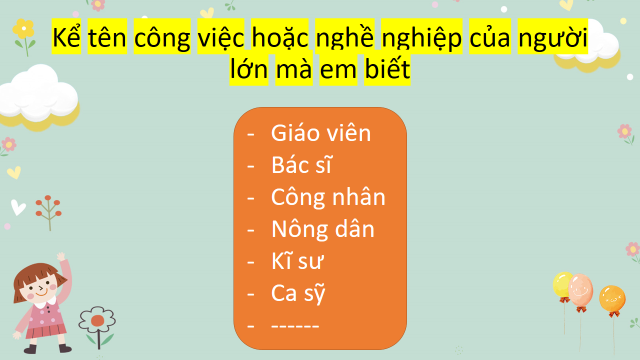 Kể tên công việc hoặc nghề nghiệp của người
lớn mà em biết
- Giáo viên
- Bác sĩ
- Công nhân
- Nông dân
- Kĩ sư
- Ca sỹ
- ------